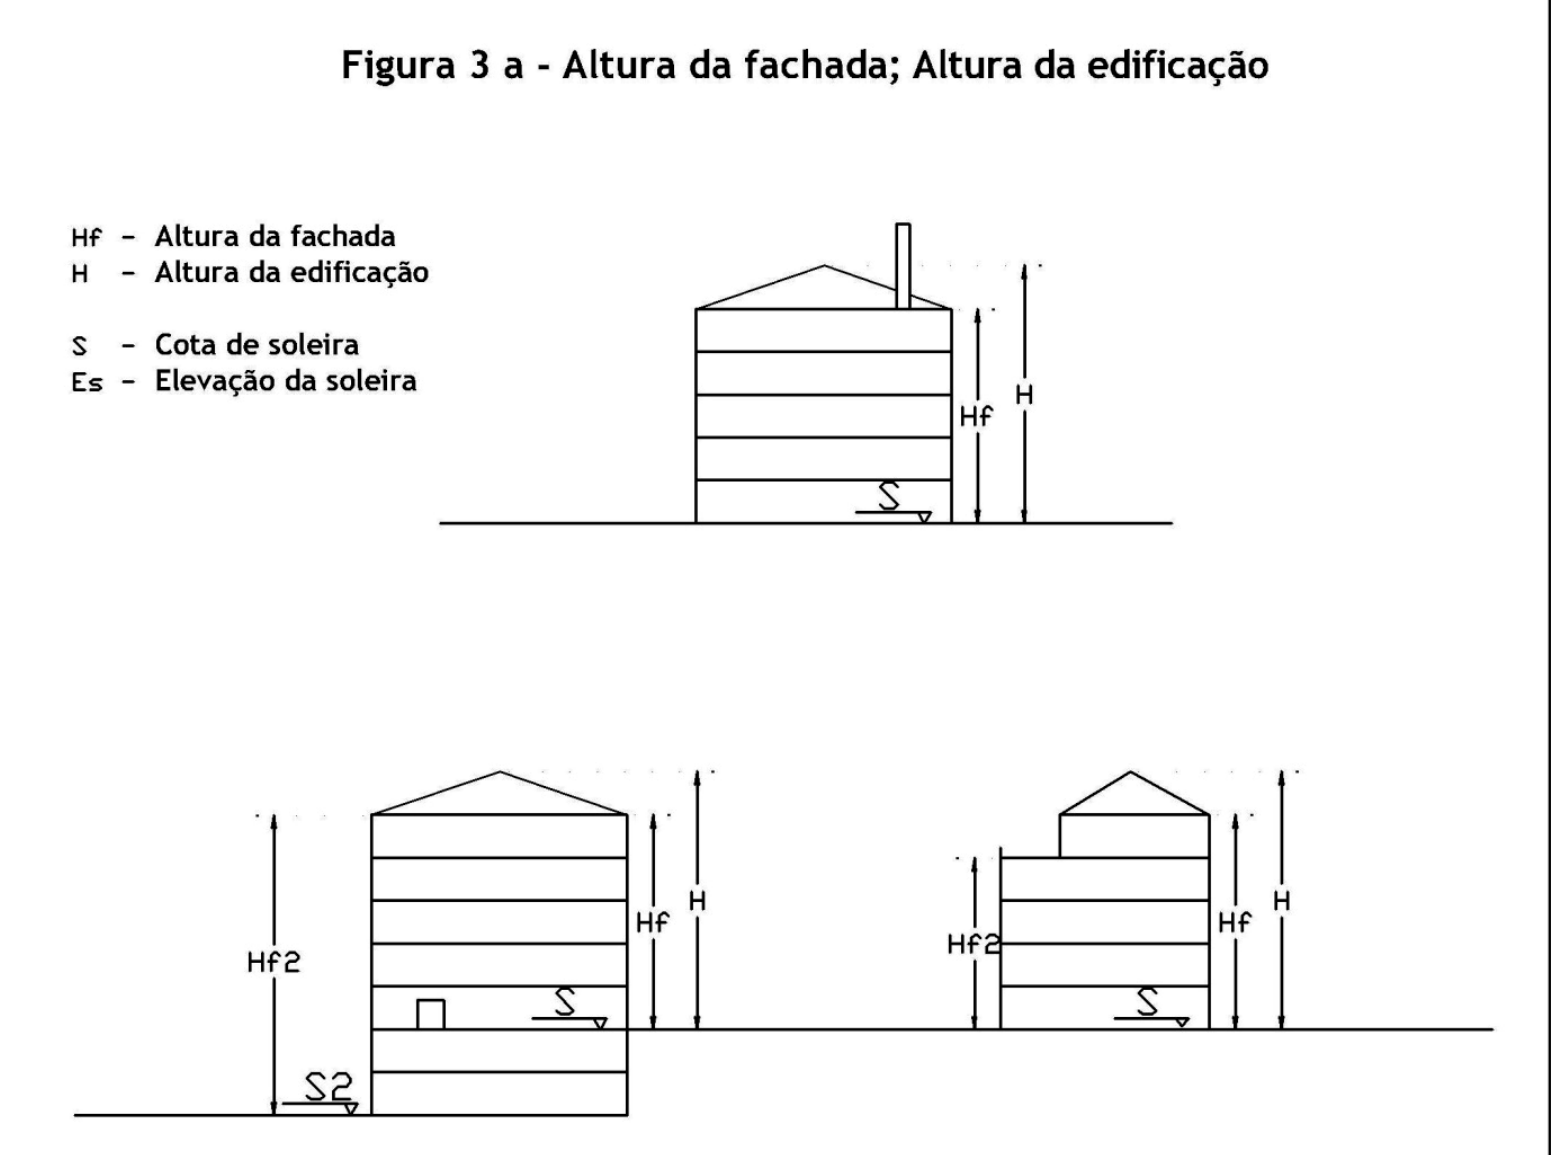 Figura 3 a - Altura da fachada; Altura da edificação
Hf - Altura da fachada
H - Altura da edificação
S - Cota de soleira
Es - Elevação da soleira
H
Hf
S
H
Hf
Hf2
S
S2
H
Hf
Hf2
S